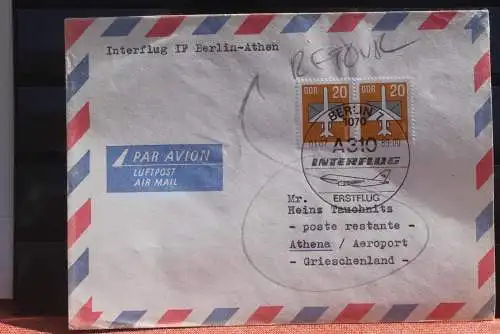 Interflug IF Berlin-Athen
RETOUR
DDR 20
DDR 20
BERLIN
1070
A310
INTERFLUG
ERSTFLUG
PAR AVION
LUFTPOST
AIR MAIL
Mr.
Heinz Tauchnitz
- poste restante -
Athena / Aeroport
- Griechenland -